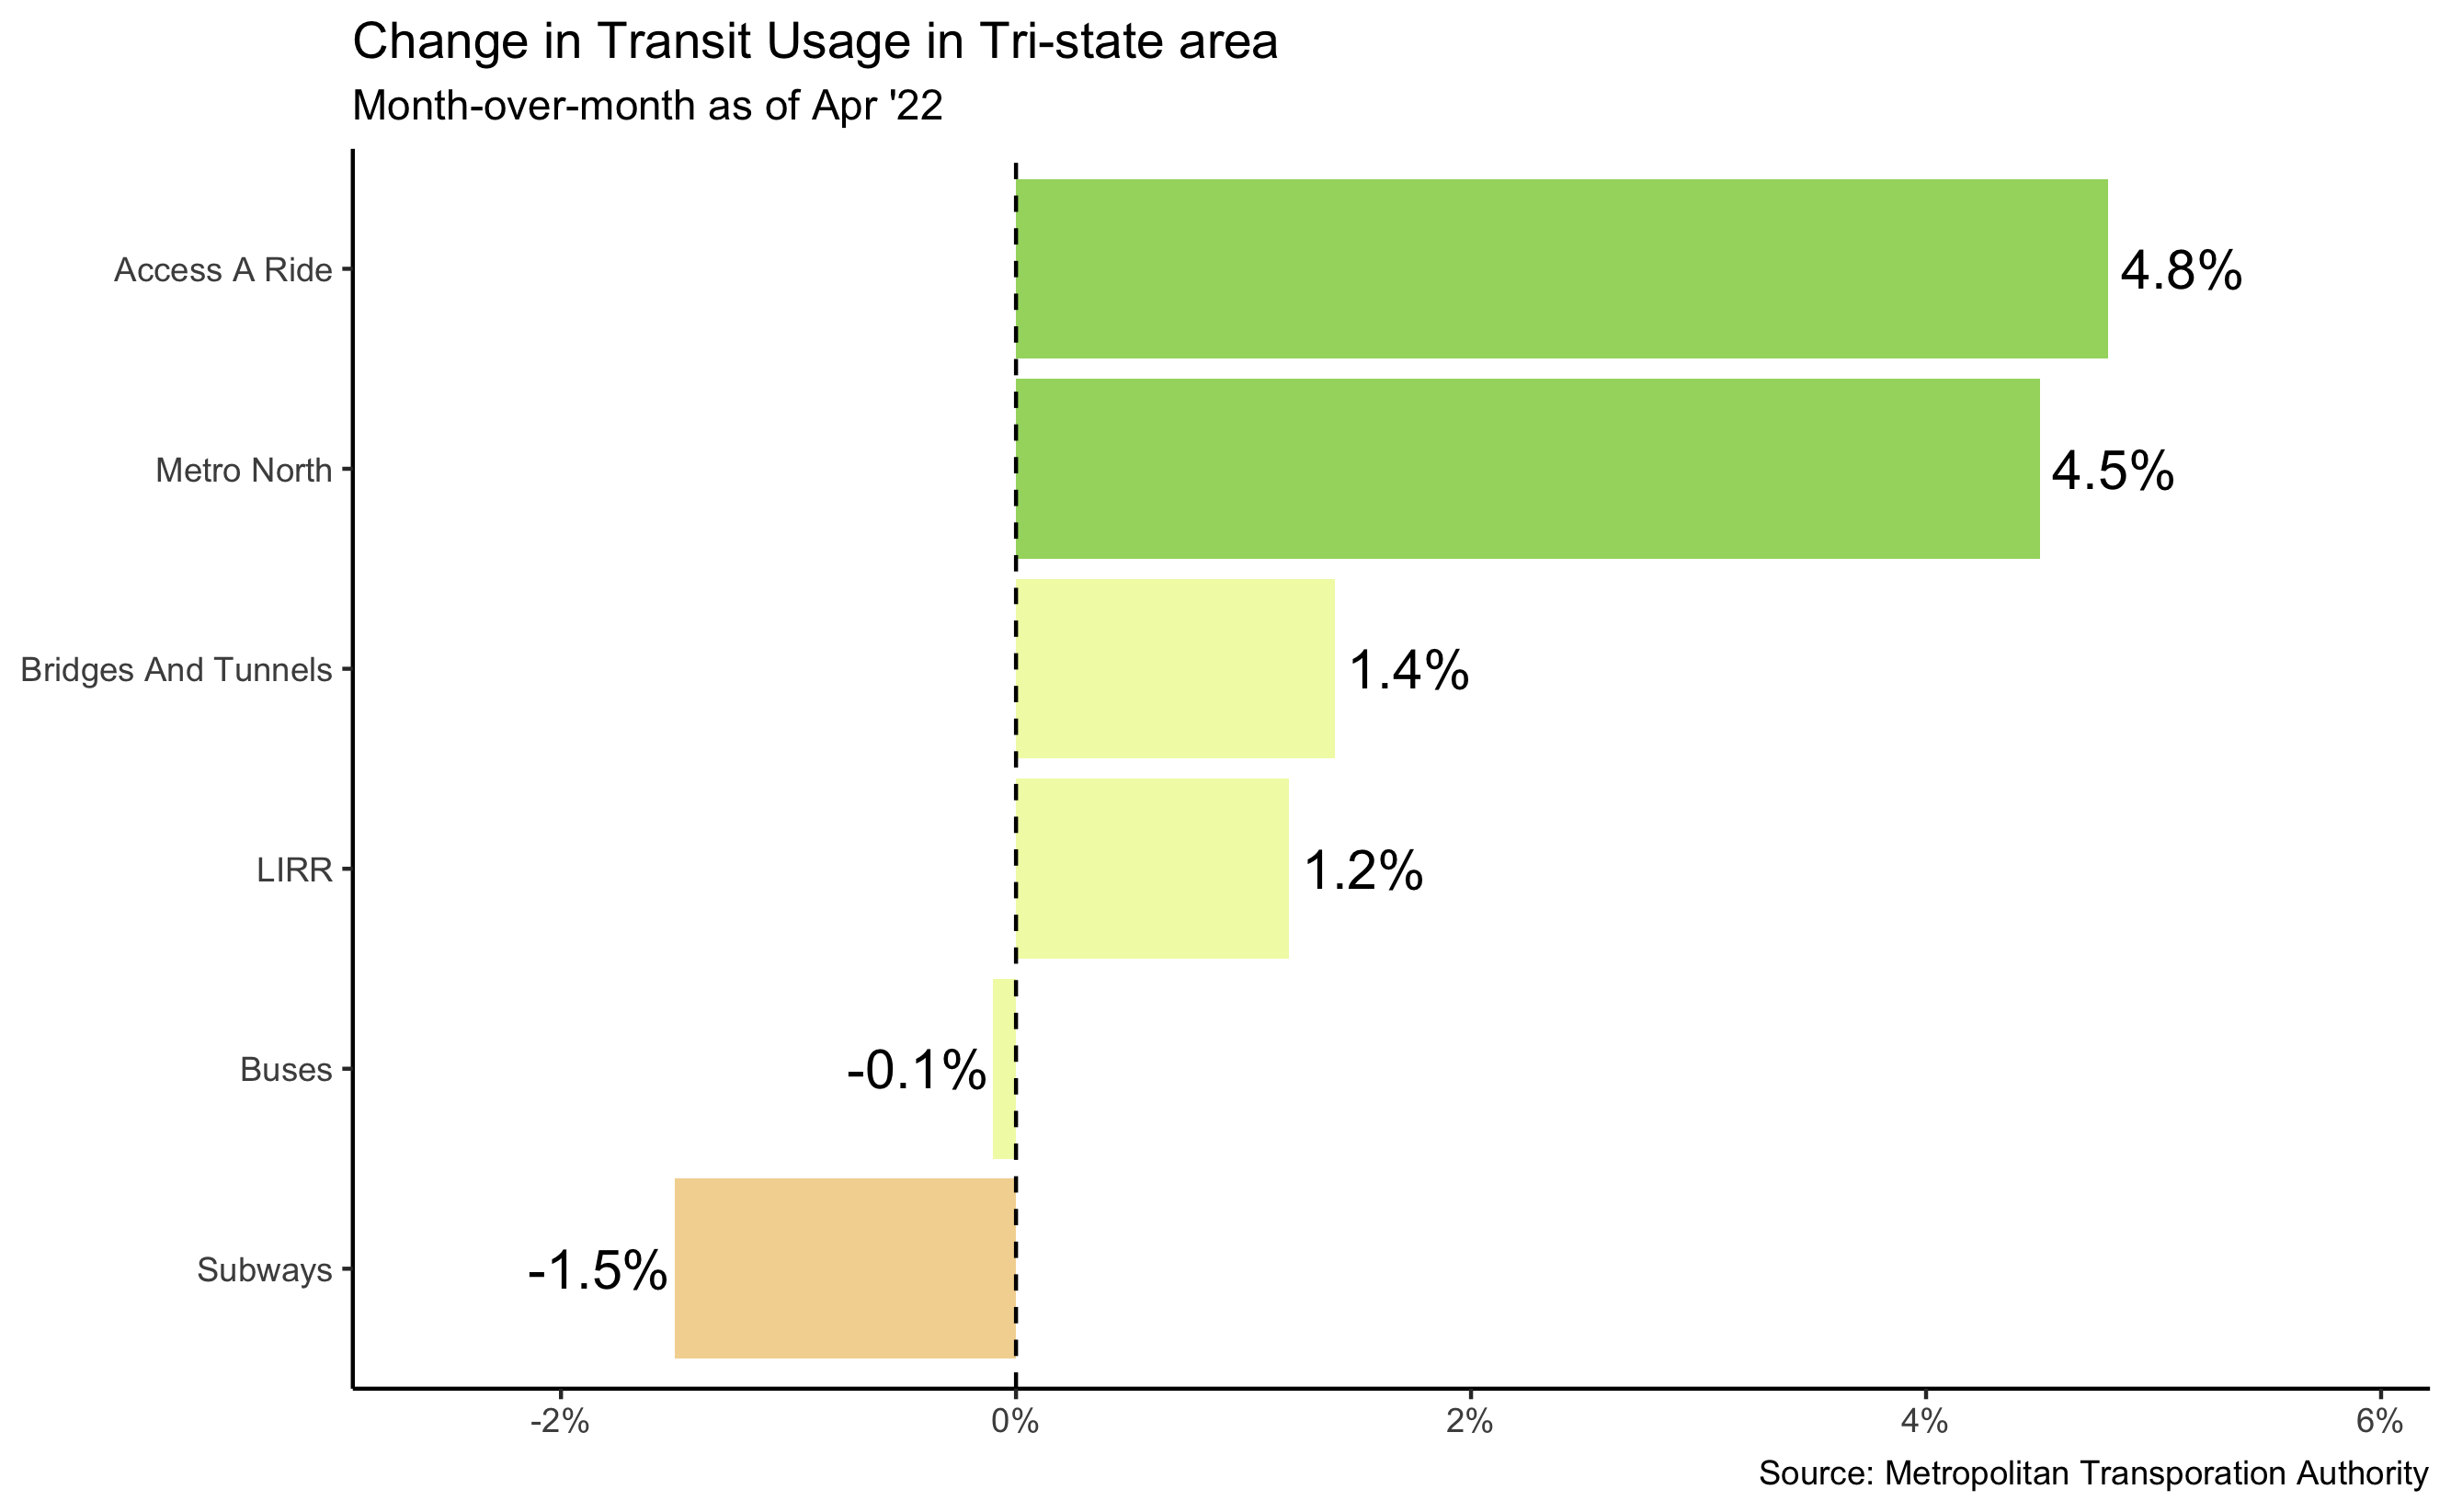 Change in Transit Usage in Tri-state area
Month-over-month as of Apr '22
Access A Ride
4.8%
Metro North
4.5%
Bridges And Tunnels
1.4%
LIRR
1.2%
Buses
-0.1%
Subways
-1.5%
-2%
0%
2%
4%
6%
Source: Metropolitan Transporation Authority